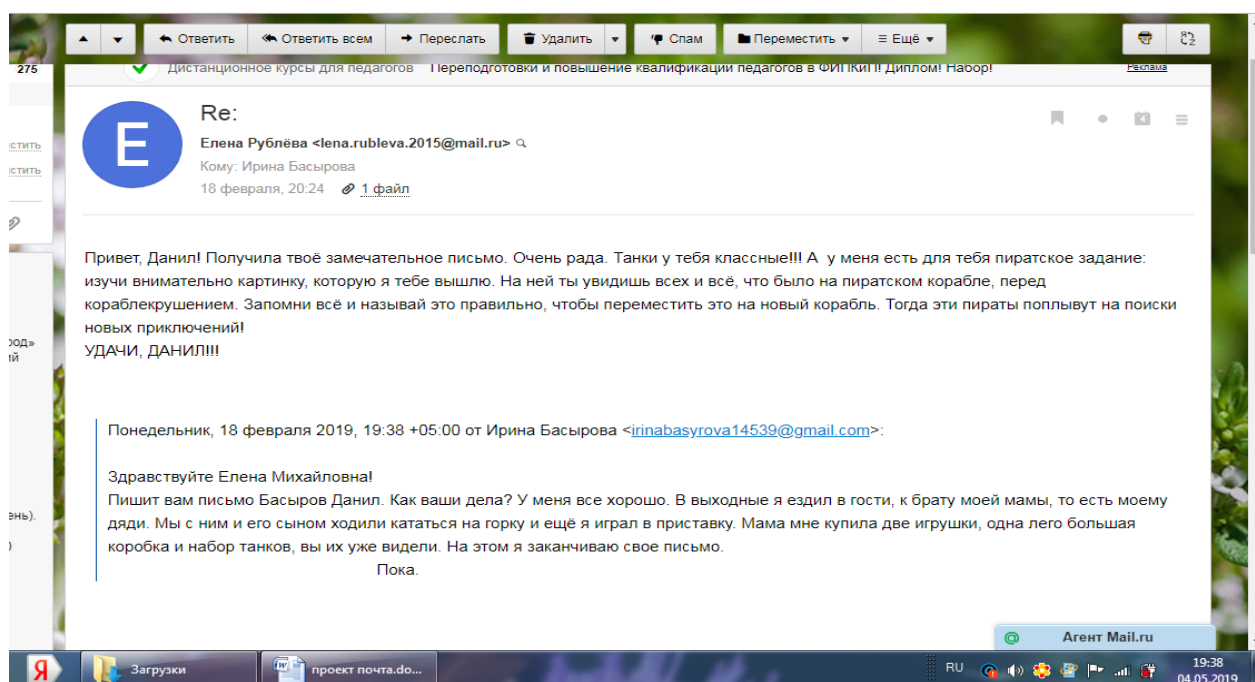 Ответить Ответить всем Переслать Удалить Спам Переместить Ещё
275 Дистанционное курсы для педагогов Переподготовки и повышение квалификации педагогов в ФИПКиП! Диплом! Набор! Реклама
Re:
Е
Елена Рублёва <lena.rubleva.2015@mail.ru>
Кому: Ирина Басырова
18 февраля, 20:24 1 файл
4
истить
истить
Привет, Данил! Получила твоё замечательное письмо. Очень рада. Танки у тебя классные!!! А у меня есть для тебя пиратское задание:
изучи внимательно картинку, которую я тебе вышлю. На ней ты увидишь всех и всё, что было на пиратском корабле, перед
кораблекрушением. Запомни всё и называй это правильно, чтобы переместить это на новый корабль. Тогда эти пираты поплывут на поиски
новых приключений!
УДАЧИ, ДАНИЛ!!!
род»
ий
Понедельник, 18 февраля 2019, 19:38 +05:00 от Ирина Басырова <irinabasyrova14539@gmail.com>:
Здравствуйте Елена Михайловна!
Пишит вам письмо Басыров Данил. Как ваши дела? У меня все хорошо. В выходные я ездил в гости, к брату моей мамы, то есть моему
дяди. Мы с ним и его сыном ходили кататься на горку и ещё я играл в приставку. Мама мне купила две игрушки, одна лего большая
коробка и набор танков, вы их уже видели. На этом я заканчиваю свое письмо.
Пока.
ень).
)
Агент Mail.ru
Я Загрузки проект почта.do... RU 19:38
04.05.2019